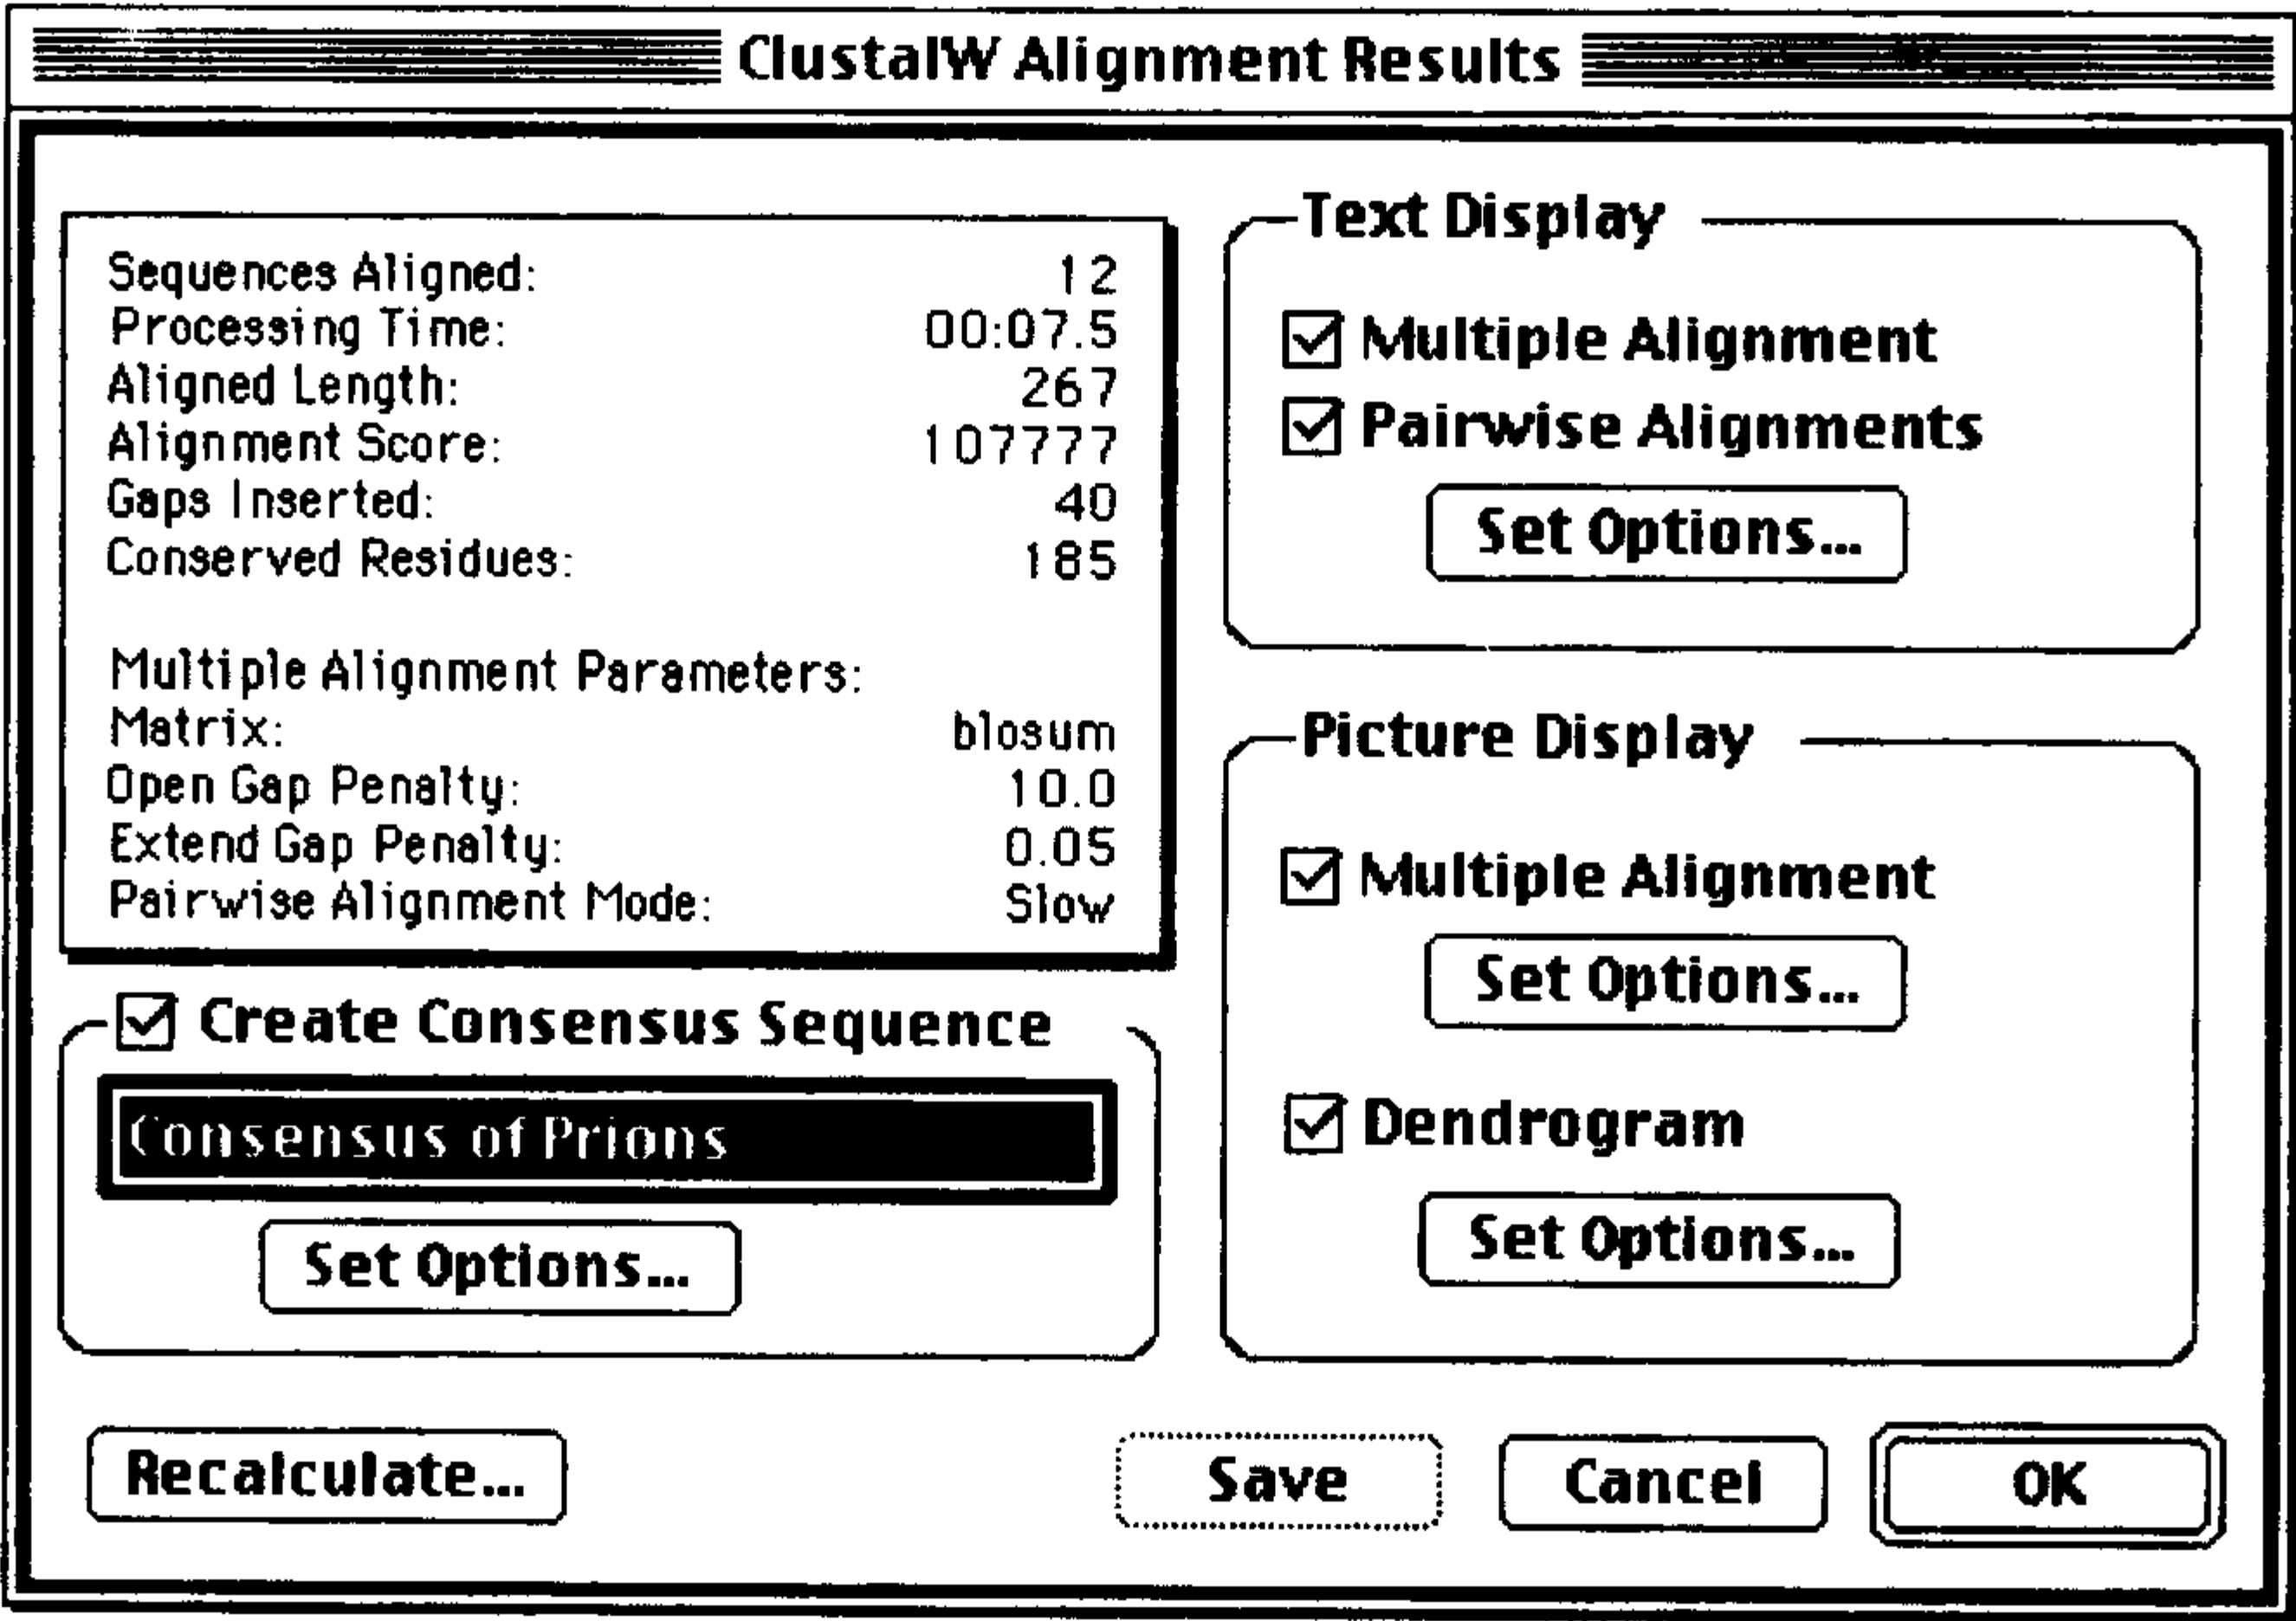 ClustalW Alignment Results
Sequences Aligned: 12
Processing Time: 00:07.5
Aligned Length: 267
Alignment Score: 107777
Gaps Inserted: 40
Conserved Residues: 185
Multiple Alignment Parameters:
Matrix: blosum
Open Gap Penalty: 10.0
Extend Gap Penalty: 0.05
Pairwise Alignment Mode: Slow
Create Consensus Sequence
Consensus of Prions
Set Options...
Text Display
Multiple Alignment
Pairwise Alignments
Set Options...
Picture Display
Multiple Alignment
Set Options...
Dendrogram
Set Options...
Recalculate...
Save
Cancel
OK